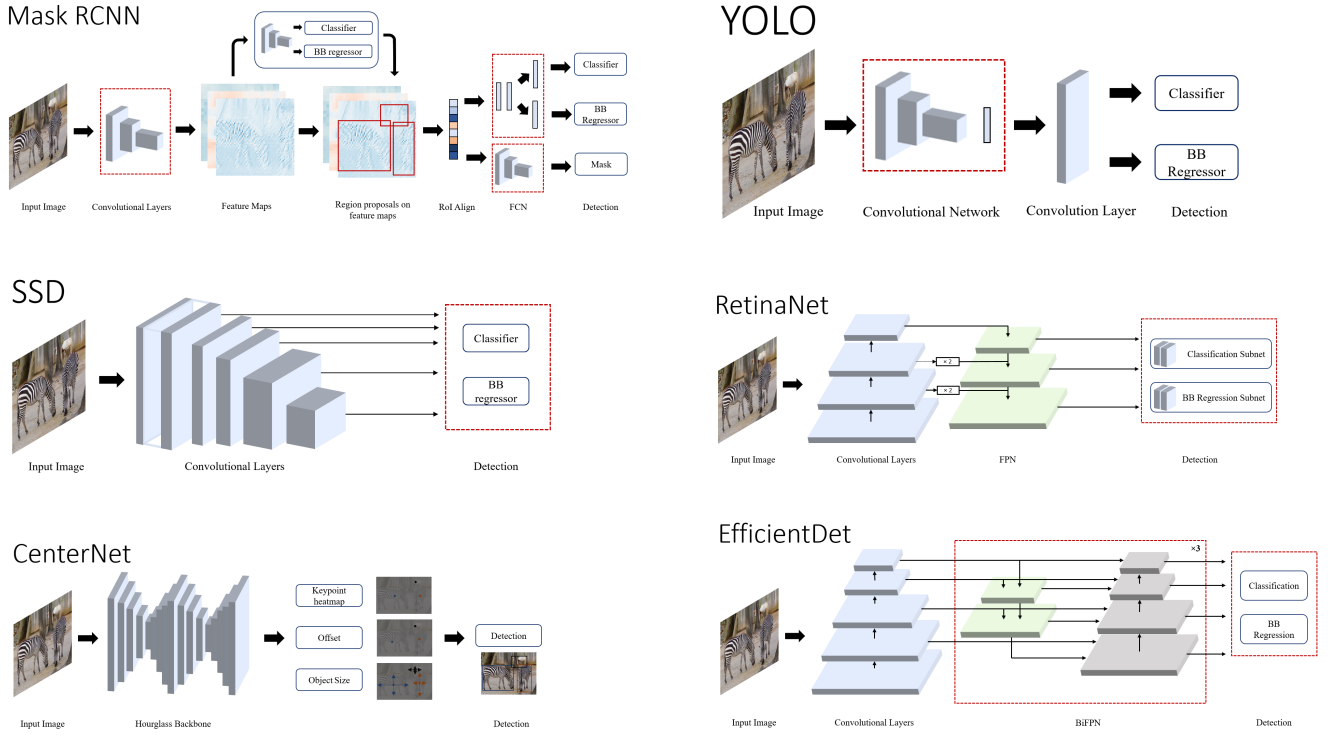 Mask RCNN
Classifier
BB regressor
Classifier
BB
Regressor
Mask
Input Image
Convolutional Layers
Feature Maps
Region proposals on
feature maps
RoI Align
FCN
Detection
YOLO
Classifier
BB
Regressor
Input Image
Convolutional Network
Convolution Layer
Detection
SSD
Classifier
BB
regressor
Input Image
Convolutional Layers
Detection
RetinaNet
× 2
× 2
Classification Subnet
BB Regression Subnet
Input Image
Convolutional Layers
FPN
Detection
CenterNet
Keypoint
heatmap
Offset
Object Size
Detection
Input Image
Hourglass Backbone
Detection
EfficientDet
×3
Classification
BB
Regression
Input Image
Convolutional Layers
BiFPN
Detection